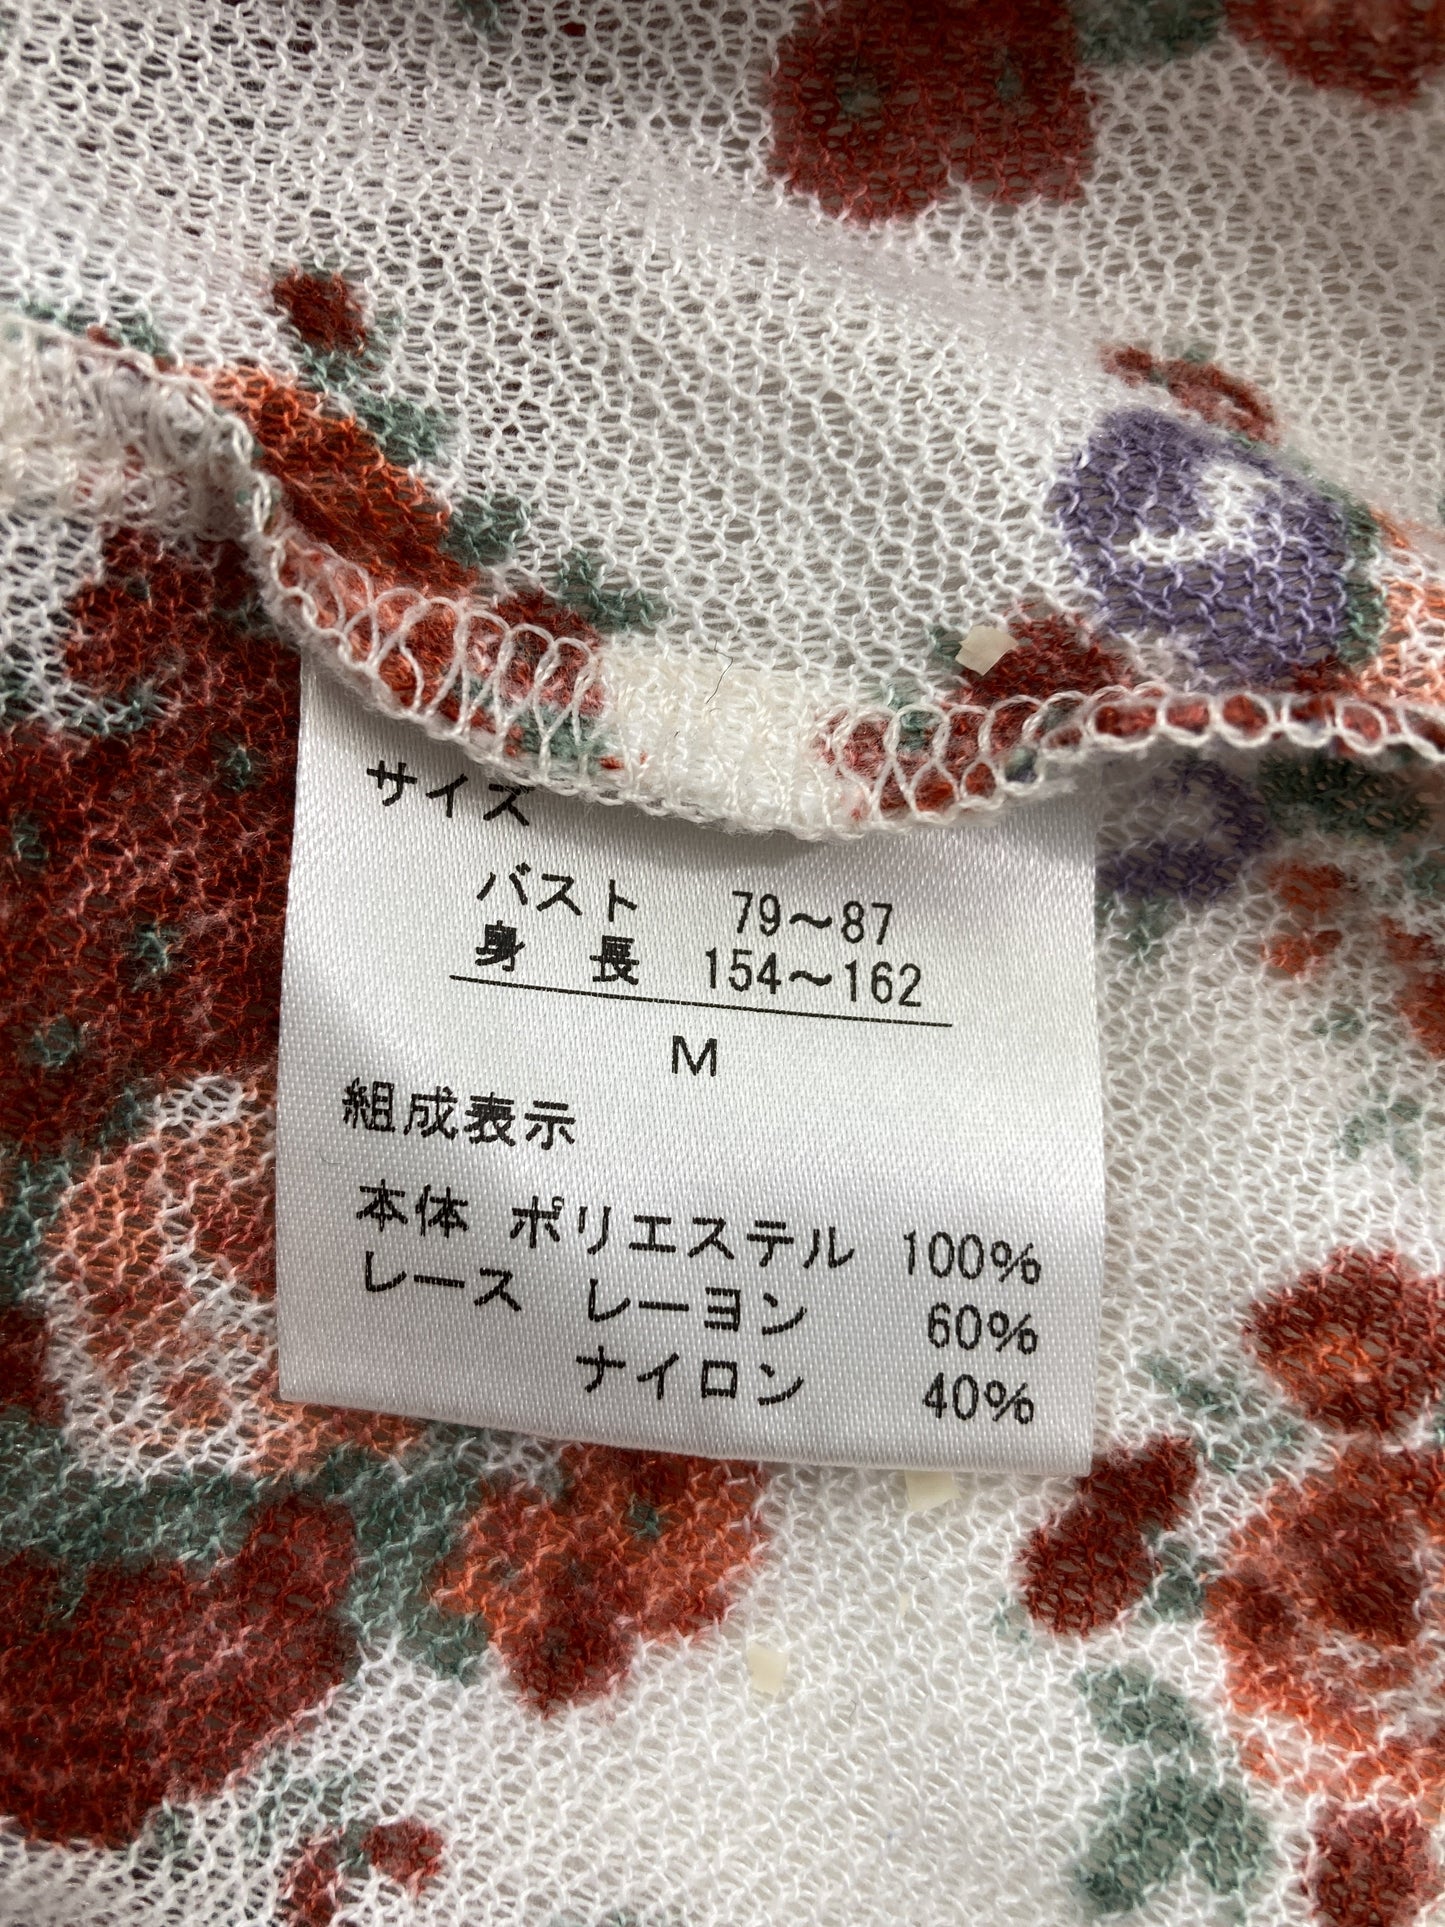 サイズ
バスト 79～87
身 長 154～162
M
組成表示
本体 ポリエステル 100%
レース レーヨン 60%
ナイロン 40%